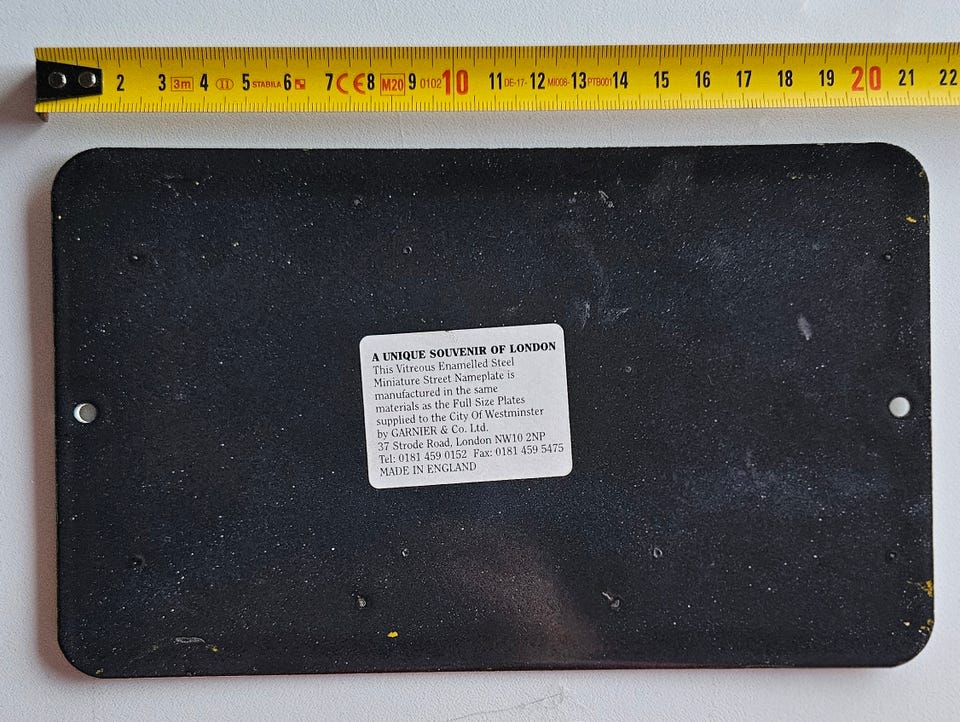 2 3 3m 4 II 5 STABILA 6 7 CE 8 M20 9 0102 10 11 DE-17- 12 MI006- 13 PTB001 14 15 16 17 18 19 20 21 22
A UNIQUE SOUVENIR OF LONDON
This Vitreous Enamelled Steel
Miniature Street Nameplate is
manufactured in the same
materials as the Full Size Plates
supplied to the City Of Westminster
by GARNIER & Co. Ltd.
37 Strode Road, London NW10 2NP
Tel: 0181 459 0152 Fax: 0181 459 5475
MADE IN ENGLAND